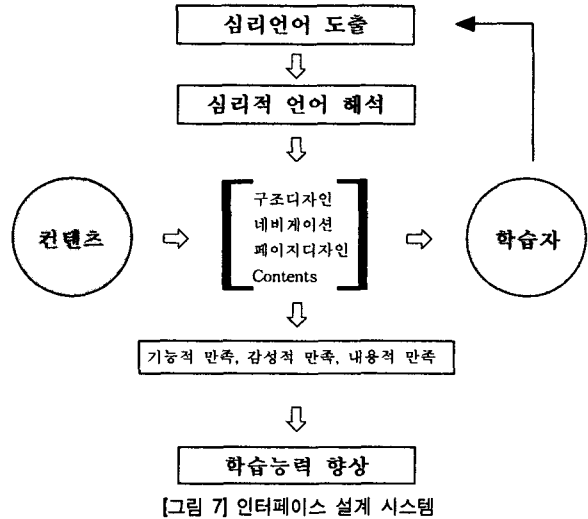 심리언어 도출
심리적 언어 해석
구조디자인
네비게이션
페이지디자인
Contents
컨텐츠
학습자
기능적 만족, 감성적 만족, 내용적 만족
학습능력 향상
[그림 7] 인터페이스 설계 시스템